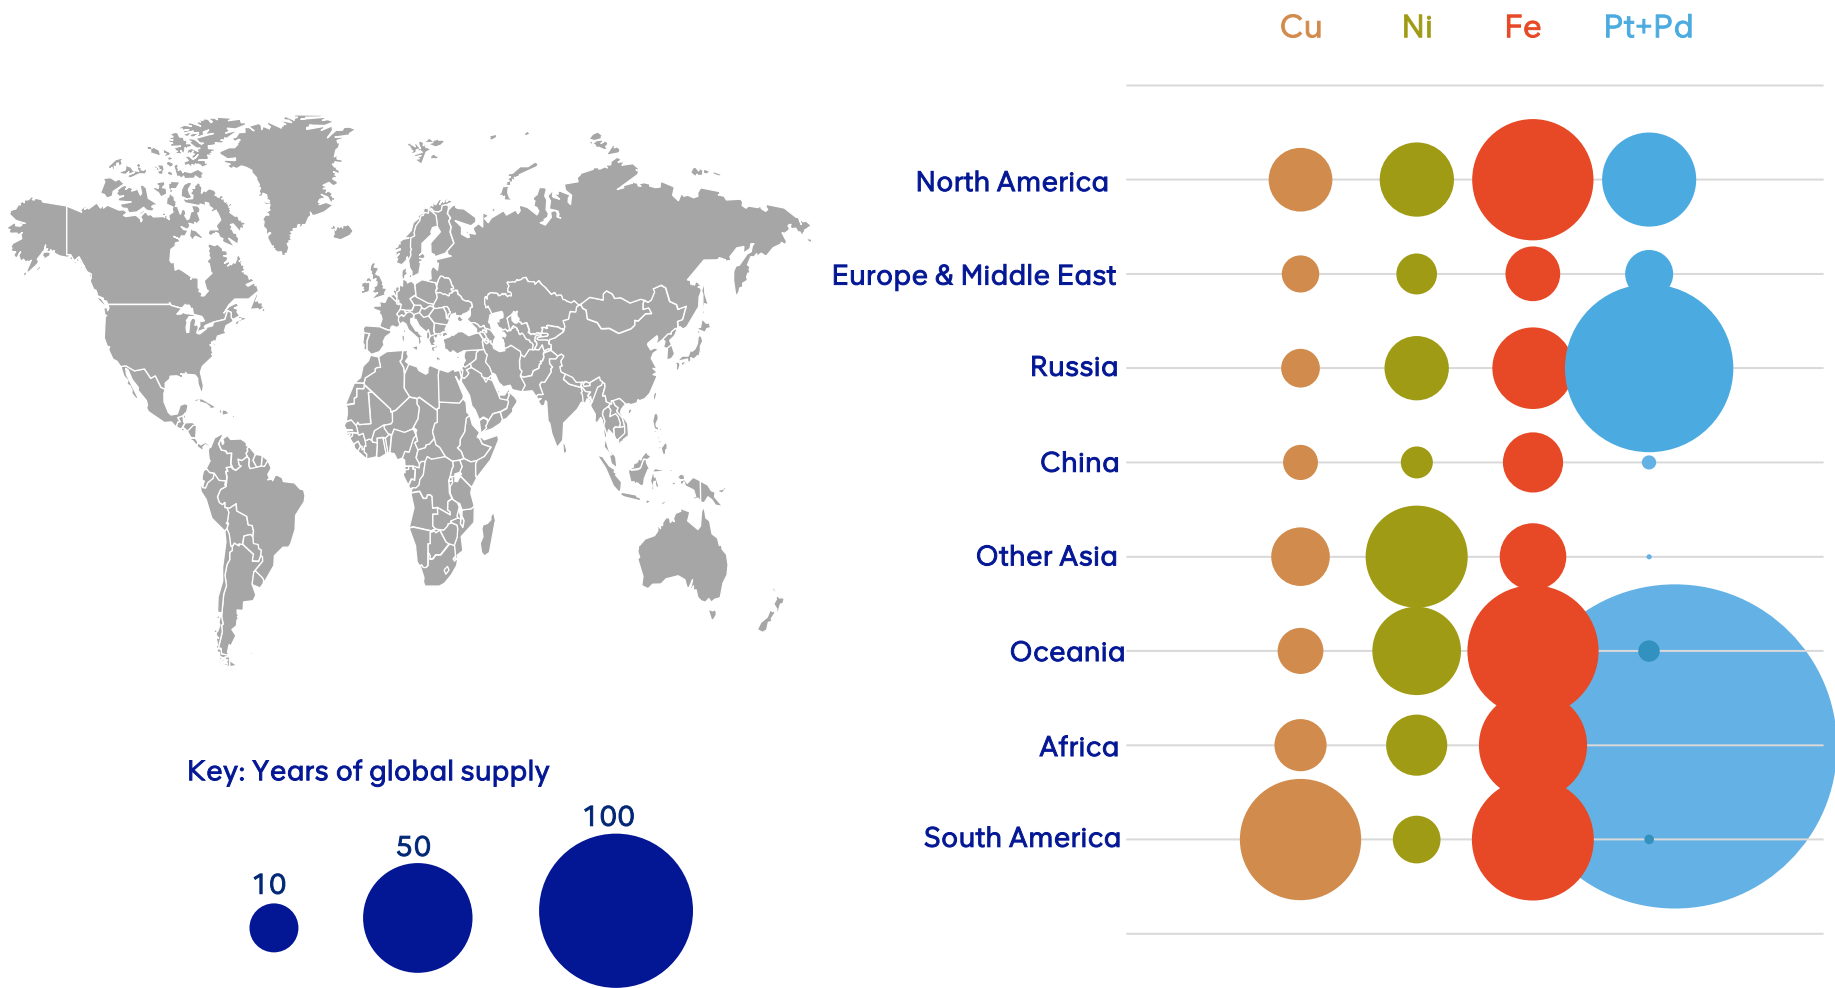 Cu Ni Fe Pt+Pd
North America
Europe & Middle East
Russia
China
Other Asia
Oceania
Africa
South America
Key: Years of global supply
10 50 100